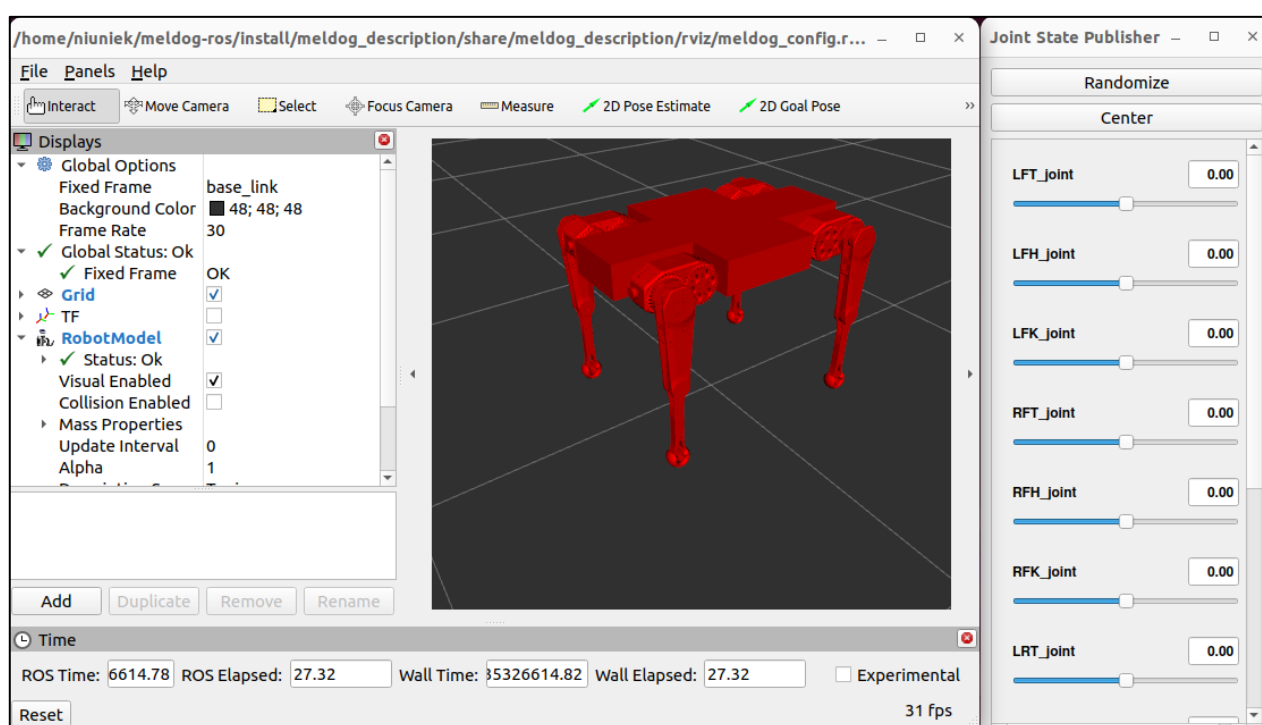 /home/niuniek/meldog-ros/install/meldog_description/share/meldog_description/rviz/meldog_config.r...
File Panels Help
Interact Move Camera Select Focus Camera Measure 2D Pose Estimate 2D Goal Pose »
Displays
Global Options
Fixed Frame base_link
Background Color 48; 48; 48
Frame Rate 30
Global Status: Ok
Fixed Frame OK
Grid
TF
RobotModel
Status: Ok
Visual Enabled
Collision Enabled
Mass Properties
Update Interval 0
Alpha 1
Add Duplicate Remove Rename
Time
ROS Time: 6614.78 ROS Elapsed: 27.32 Wall Time: 35326614.82 Wall Elapsed: 27.32 Experimental
Reset 31 fps
Joint State Publisher
Randomize
Center
LFT_joint 0.00
LFH_joint 0.00
LFK_joint 0.00
RFT_joint 0.00
RFH_joint 0.00
RFK_joint 0.00
LRT_joint 0.00